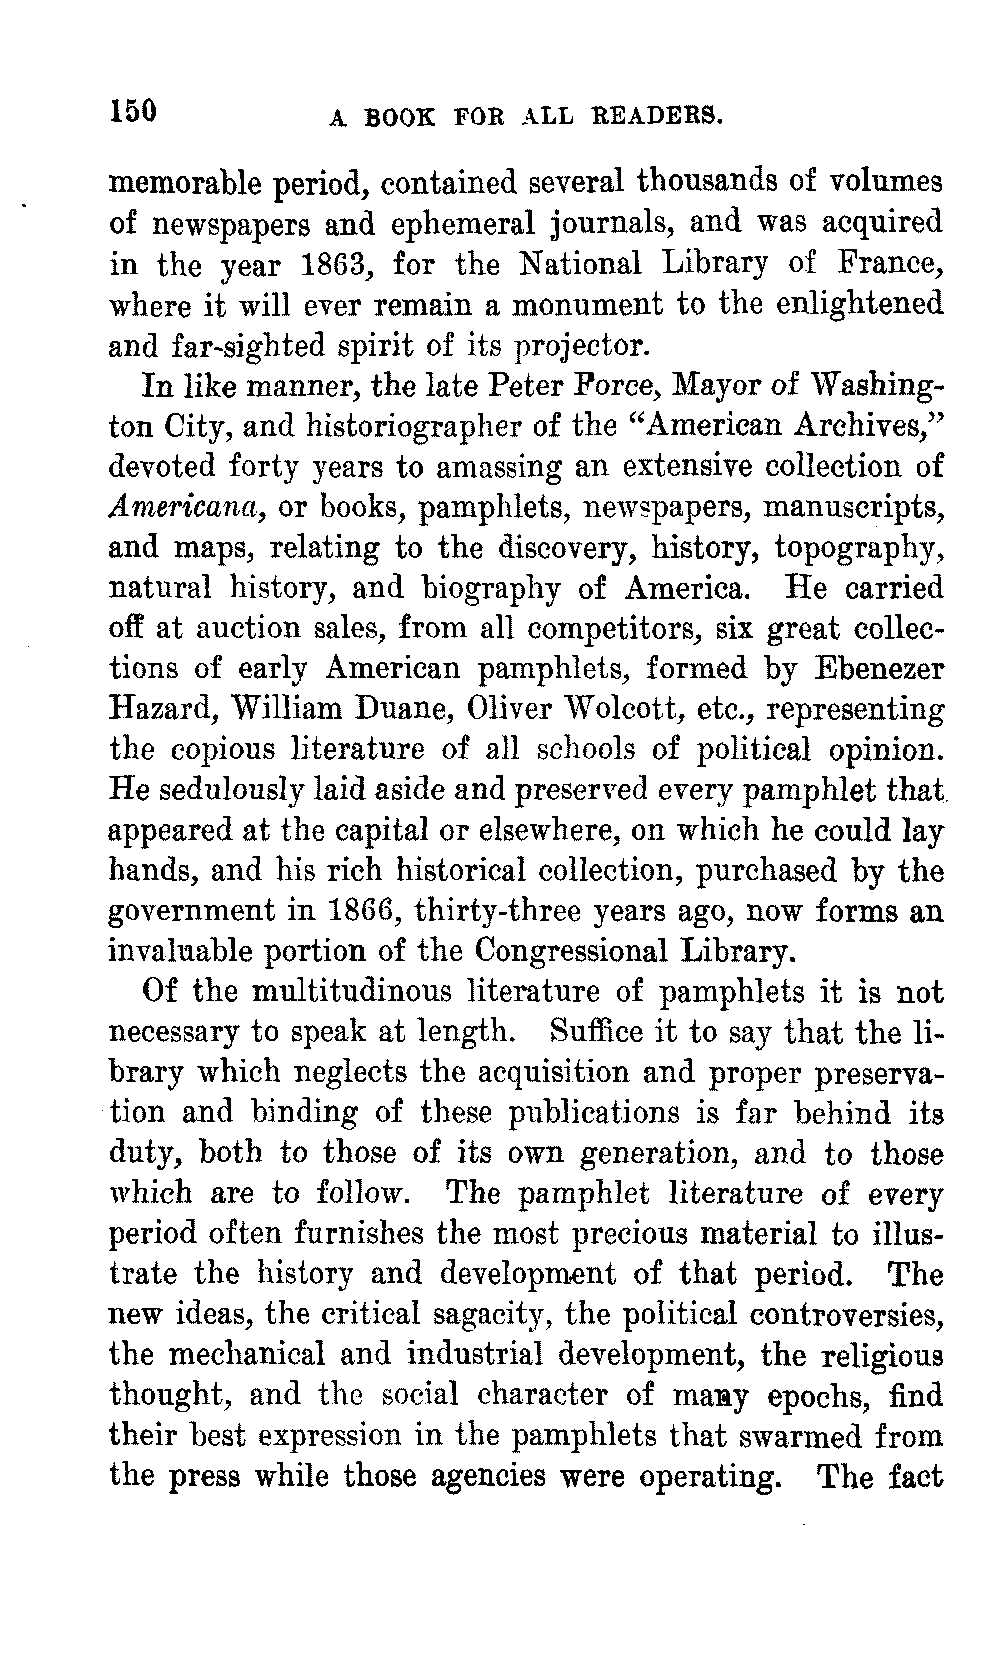 150 A BOOK FOR ALL READERS.
memorable period, contained several thousands of volumes
of newspapers and ephemeral journals, and was acquired
in the year 1863, for the National Library of France,
where it will ever remain a monument to the enlightened
and far-sighted spirit of its projector.
In like manner, the late Peter Force, Mayor of Washing-
ton City, and historiographer of the “American Archives,”
devoted forty years to amassing an extensive collection of
Americana, or books, pamphlets, newspapers, manuscripts,
and maps, relating to the discovery, history, topography,
natural history, and biography of America. He carried
off at auction sales, from all competitors, six great collec-
tions of early American pamphlets, formed by Ebenezer
Hazard, William Duane, Oliver Wolcott, etc., representing
the copious literature of all schools of political opinion.
He sedulously laid aside and preserved every pamphlet that
appeared at the capital or elsewhere, on which he could lay
hands, and his rich historical collection, purchased by the
government in 1866, thirty-three years ago, now forms an
invaluable portion of the Congressional Library.
Of the multitudinous literature of pamphlets it is not
necessary to speak at length. Suffice it to say that the li-
brary which neglects the acquisition and proper preserva-
tion and binding of these publications is far behind its
duty, both to those of its own generation, and to those
which are to follow. The pamphlet literature of every
period often furnishes the most precious material to illus-
trate the history and development of that period. The
new ideas, the critical sagacity, the political controversies,
the mechanical and industrial development, the religious
thought, and the social character of many epochs, find
their best expression in the pamphlets that swarmed from
the press while those agencies were operating. The fact